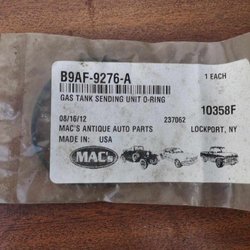 B9AF-9276-A 1 EACH
GAS TANK SENDING UNIT O-RING
10358F
08/16/12 237062
MAC'S ANTIQUE AUTO PARTS LOCKPORT, NY
MADE IN: USA
MAC's